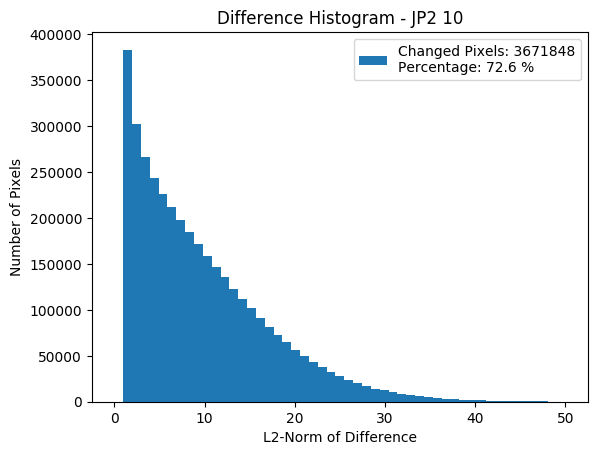 Difference Histogram - JP2 10
400000
350000
300000
250000
200000
150000
100000
50000
0
Number of Pixels
Changed Pixels: 3671848
Percentage: 72.6 %
0 10 20 30 40 50
L2-Norm of Difference